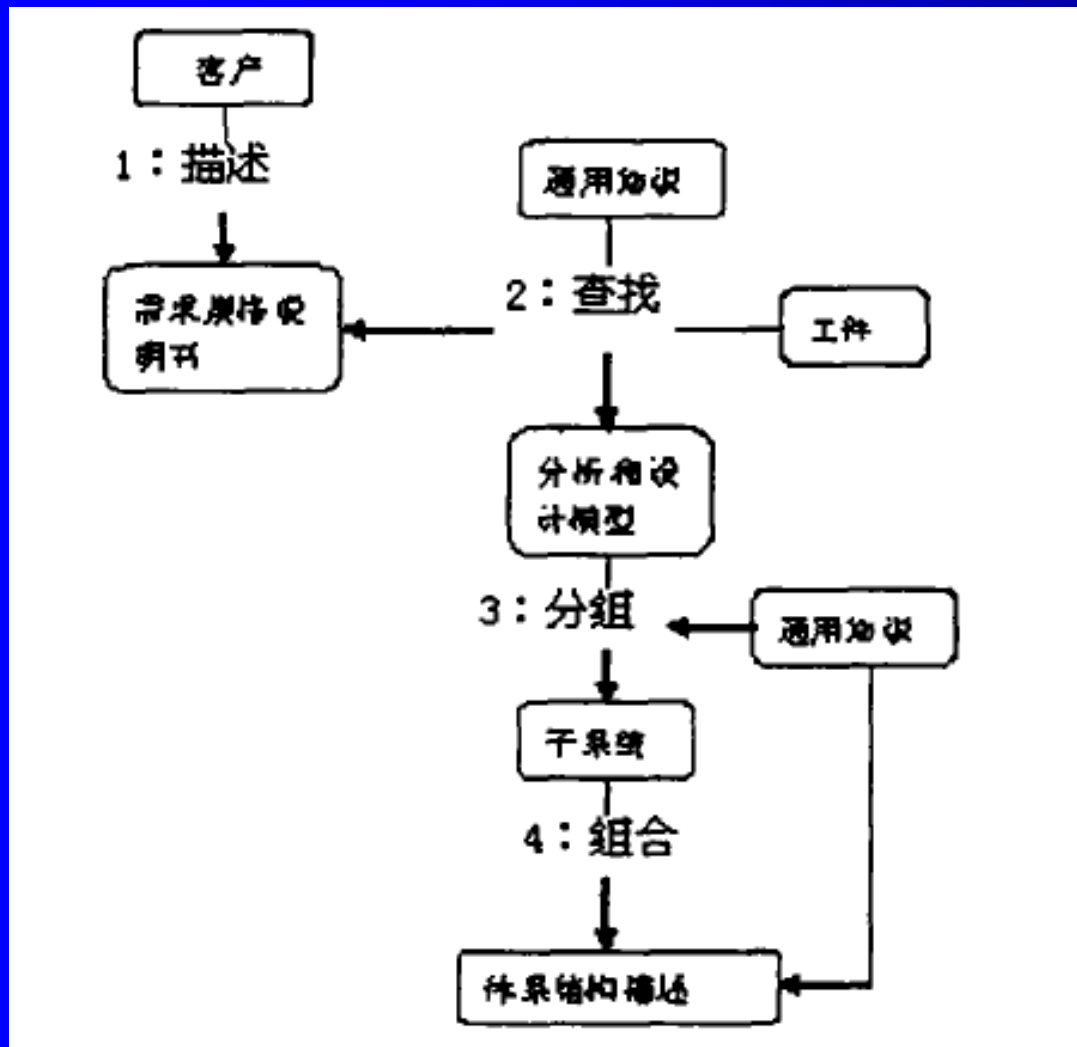 客户
1：描述
通用知识
2：查找
需求规格说
明书
工件
分析和设
计模型
3：分组
通用知识
子系统
4：组合
体系结构描述